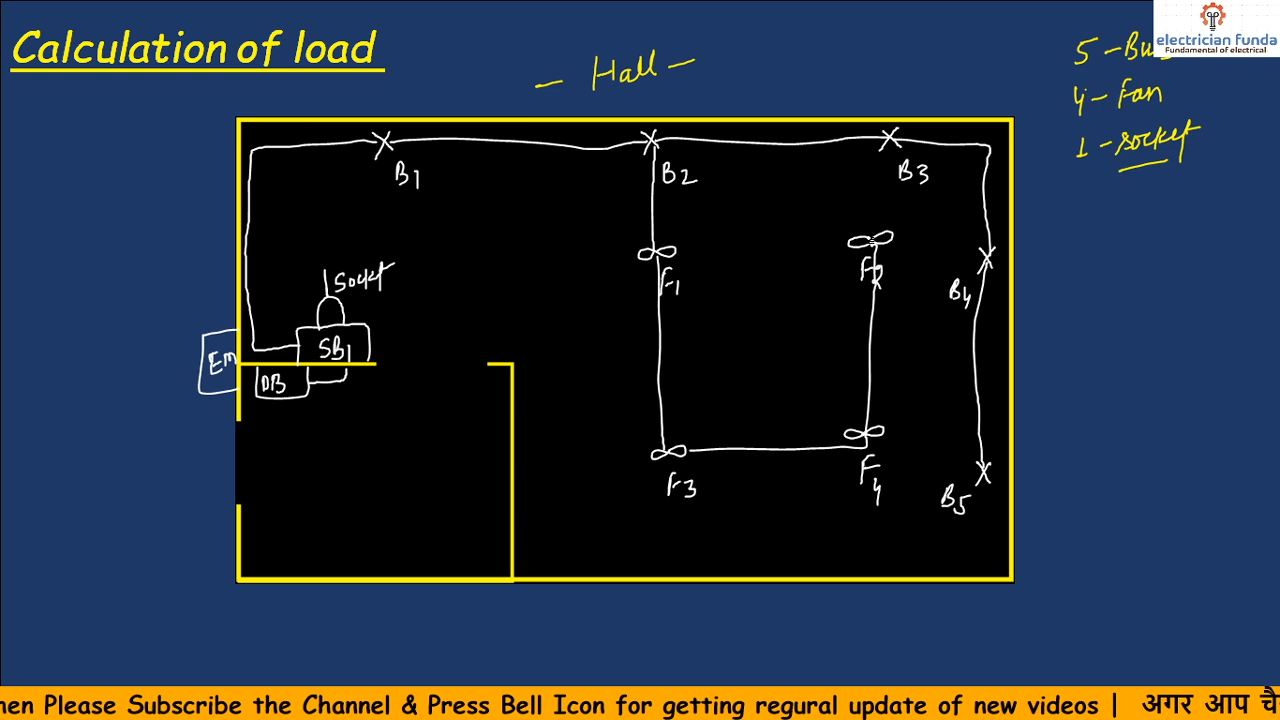 Calculation of load
- Hall -
electrician funda
Fundamental of electrical
5 -
4 - Fan
1 - socket
B1
B2
B3
Socket
F1
F2
B4
SB1
EM
DB
F3
F4
B5
hen Please Subscribe the Channel & Press Bell Icon for getting regural update of new videos | अगर आप चै